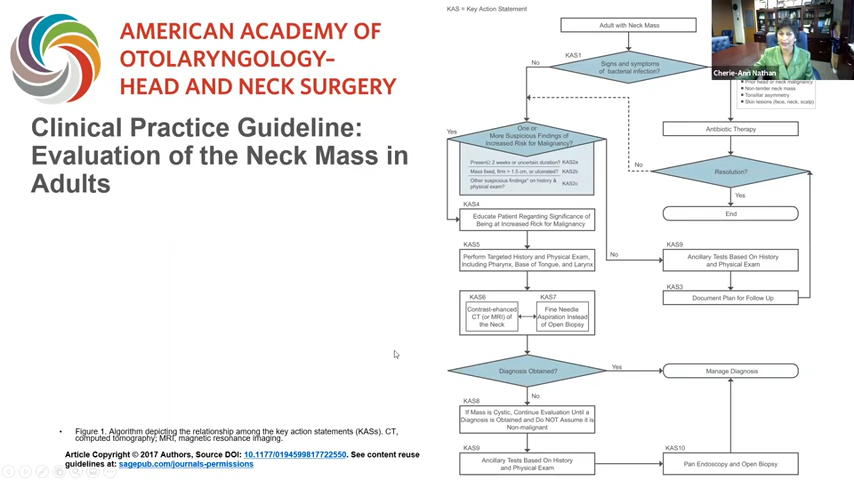 AMERICAN ACADEMY OF
OTOLARYNGOLOGY–
HEAD AND NECK SURGERY
Clinical Practice Guideline:
Evaluation of the Neck Mass in
Adults
• Figure 1. Algorithm depicting the relationship among the key action statements (KASs). CT,
computed tomography; MRI, magnetic resonance imaging.
Article Copyright © 2017 Authors, Source DOI: 10.1177/0194599817722550. See content reuse
guidelines at: sagepub.com/journals-permissions
KAS = Key Action Statement
Adult with Neck Mass
KAS1
Signs and symptoms
of bacterial infection?
No
Cherie-Ann Nathan
• Prior head or neck malignancy
• Non-tender neck mass
• Tonsillar asymmetry
• Skin lesions (face, neck, scalp)
Yes
One or
More Suspicious Findings of
Increased Risk for Malignancy?
Present≥ 2 weeks or uncertain duration? KAS2a
Mass fixed, firm > 1.5 cm, or ulcerated? KAS2b
Other suspicious findings* on history &
physical exam? KAS2c
Antibiotic Therapy
No
Resolution?
Yes
End
KAS4
Educate Patient Regarding Significance of
Being at Increased Risk for Malignancy
KAS5
Perform Targeted History and Physical Exam,
Including Pharynx, Base of Tongue, and Larynx
No
KAS9
Ancillary Tests Based On History
and Physical Exam
KAS3
Document Plan for Follow Up
KAS6
Contrast-enhanced
CT (or MRI) of
the Neck
KAS7
Fine Needle
Aspiration Instead
of Open Biopsy
Diagnosis Obtained?
Yes
Manage Diagnosis
No
KAS8
If Mass is Cystic, Continue Evaluation Until a
Diagnosis is Obtained and Do NOT Assume it is
Non-malignant
KAS9
Ancillary Tests Based On History
and Physical Exam
KAS10
Pan Endoscopy and Open Biopsy